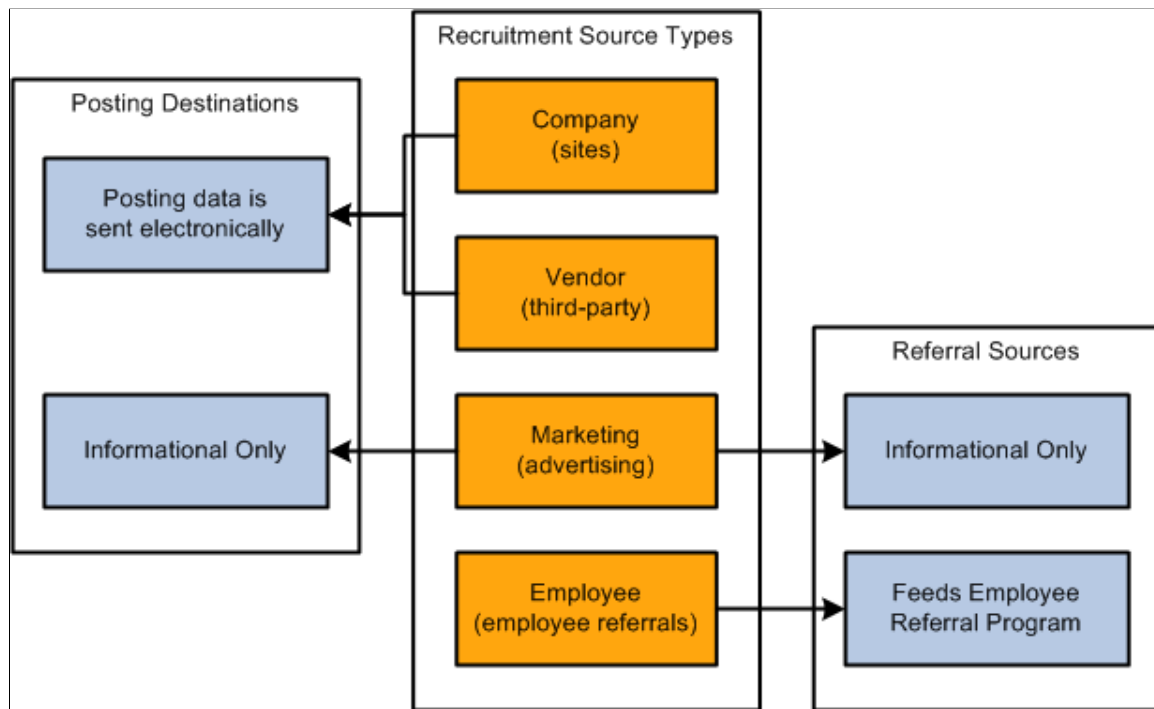 Recruitment Source Types
Posting Destinations
Company
(sites)
Posting data is
sent electronically
Vendor
(third-party)
Referral Sources
Informational Only
Marketing
(advertising)
Informational Only
Employee
(employee referrals)
Feeds Employee
Referral Program